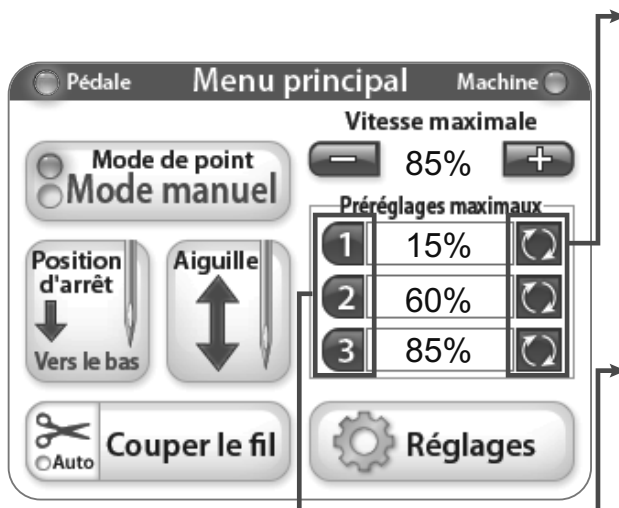 Pédale Menu principal Machine
Vitesse maximale
85%
Mode de point
Mode manuel
Préréglages maximaux
1 15%
2 60%
3 85%
Position
d'arrêt
Vers le bas
Aiguille
Auto
Couper le fil
Réglages